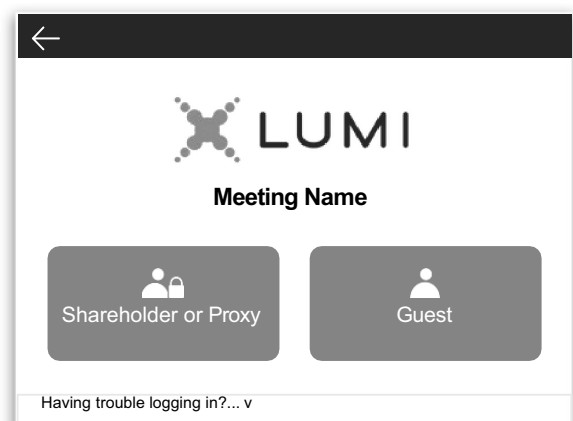 LUMI
Meeting Name
Shareholder or Proxy
Guest
Having trouble logging in?... v